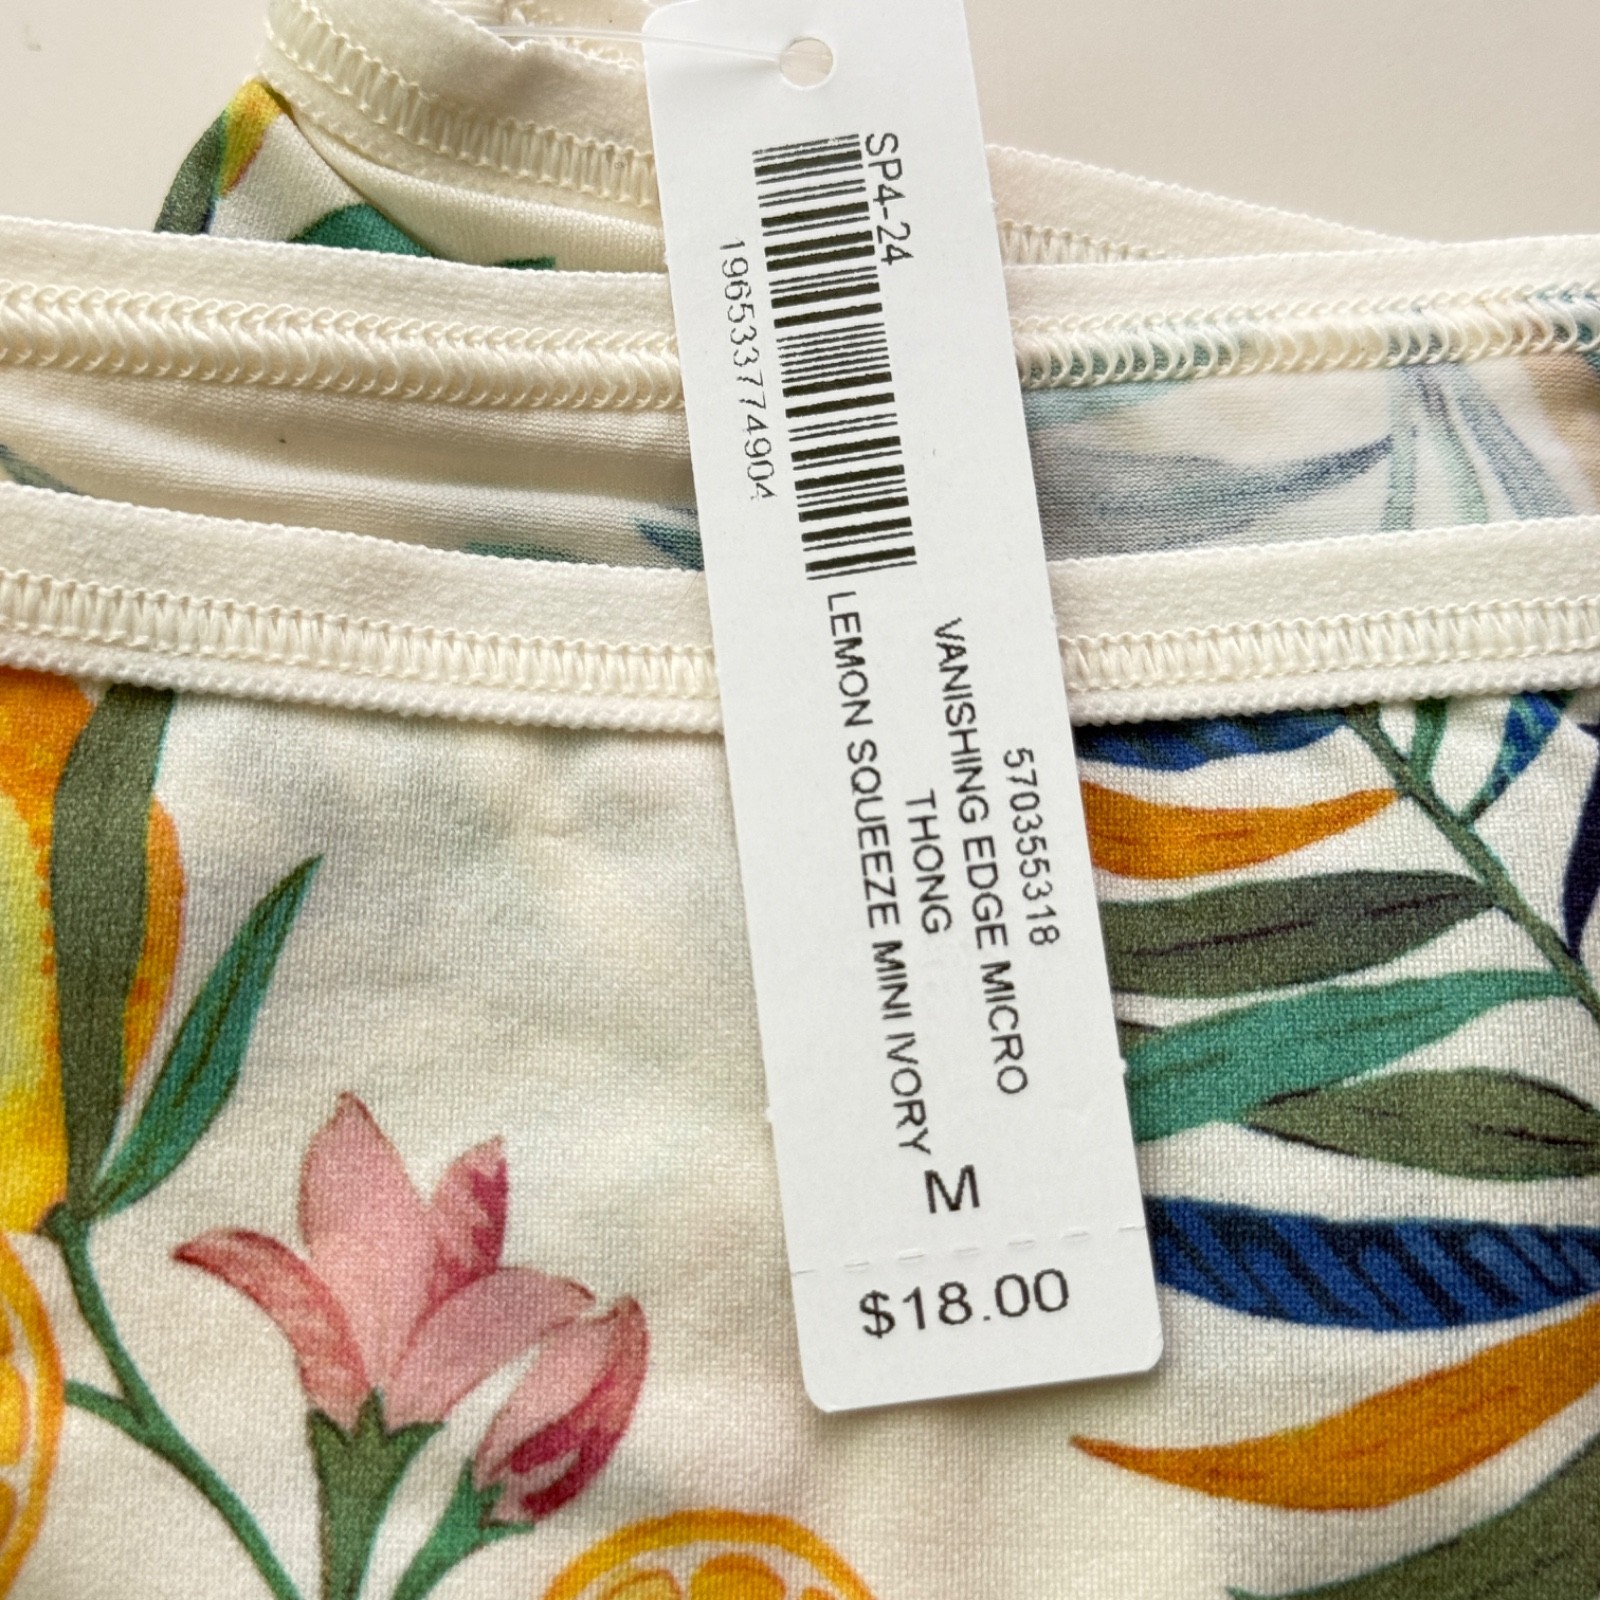 SP4-24
196533774904
570355318
VANISHING EDGE MICRO
THONG
LEMON SQUEEZE MINI IVORY
M
$18.00